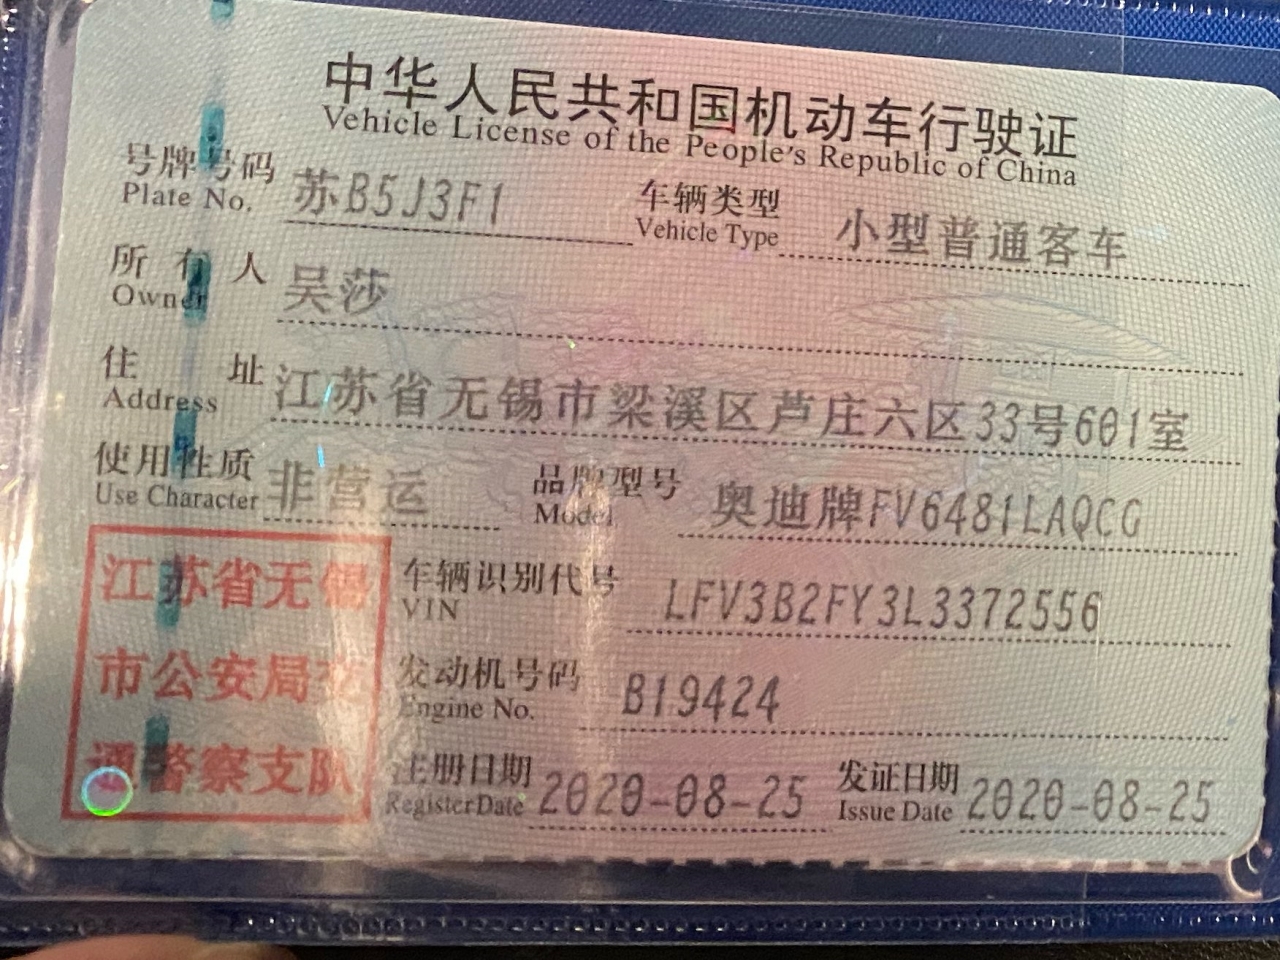 中华人民共和国机动车行驶证
Vehicle License of the People's Republic of China
号牌号码 苏B5J3F1 车辆类型 小型普通客车
Plate No. Vehicle Type
所有人 吴莎
Owner
住址 江苏省无锡市梁溪区芦庄六区33号601室
Address
使用性质 非营运 品牌型号 奥迪牌FV6481LAQCG
Use Character Model
江苏省无锡
市公安局交
通警察支队
车辆识别代号 LFV3B2FY3L3372556
VIN
发动机号码 B19424
Engine No.
注册日期 2020-08-25 发证日期 2020-08-25
Register Date Issue Date